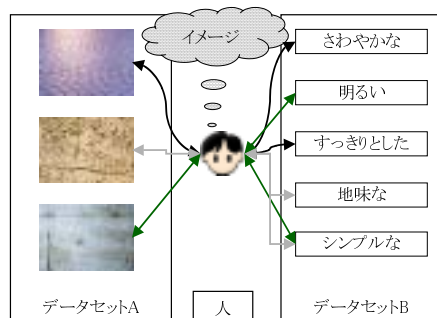 イメージ
さわやかな
明るい
すっきりとした
地味な
シンプルな
データセットA
人
データセットB